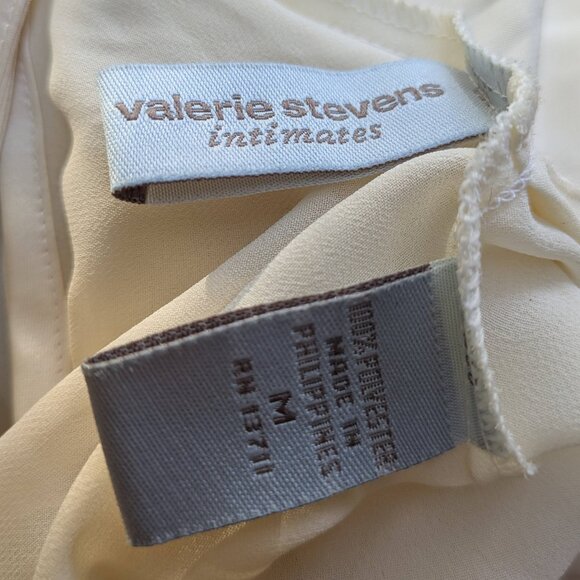 valerie stevens
intimates
100% POLYESTER
MADE IN
PHILIPPINES
M
RN 13711